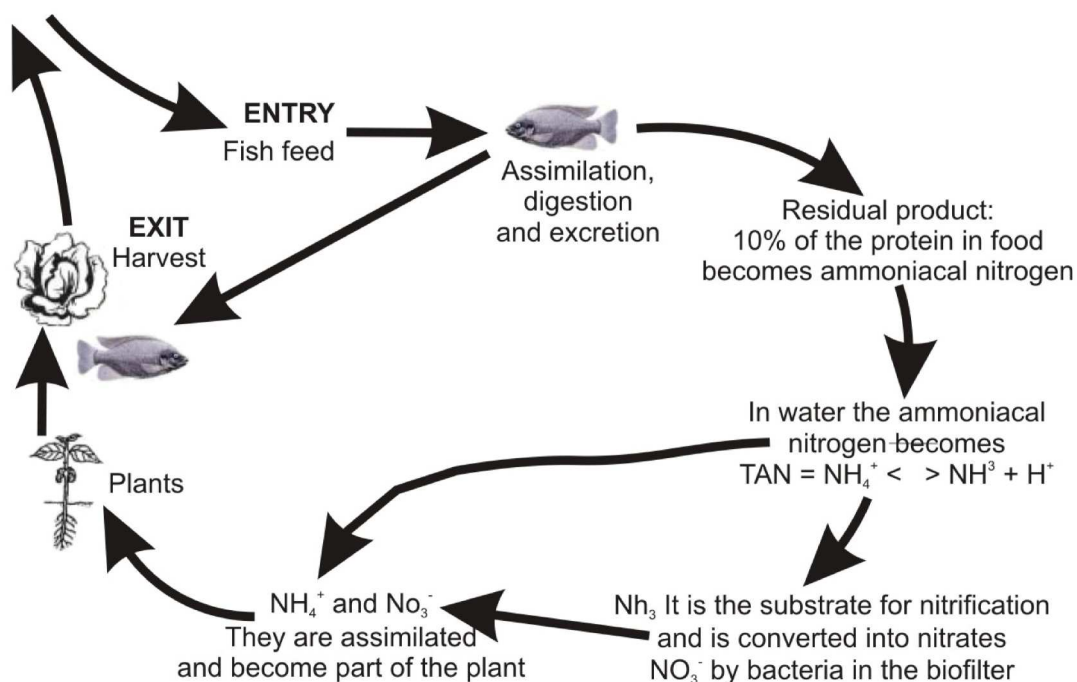 ENTRY
Fish feed
Assimilation,
digestion
and excretion
EXIT
Harvest
Residual product:
10% of the protein in food
becomes ammoniacal nitrogen
In water the ammoniacal
nitrogen becomes
TAN = NH₄⁺ < > NH³ + H⁺
Plants
NH₄⁺ and No₃⁻
They are assimilated
and become part of the plant
Nh₃ It is the substrate for nitrification
and is converted into nitrates
NO₃⁻ by bacteria in the biofilter